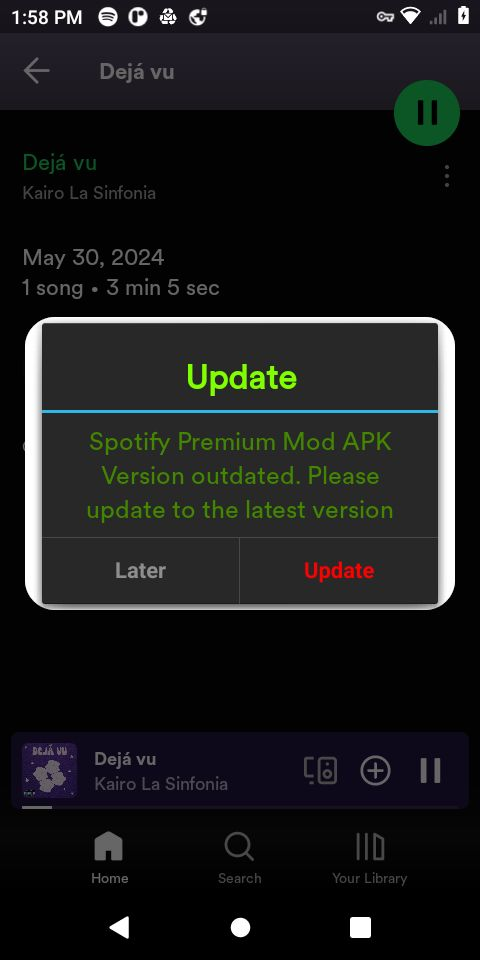 1:58 PM
Dejá vu
Dejá vu
Kairo La Sinfonia
May 30, 2024
1 song • 3 min 5 sec
Update
Spotify Premium Mod APK
Version outdated. Please
update to the latest version
Later
Update
DEJÁ VU
Dejá vu
Kairo La Sinfonia
Home
Search
Your Library